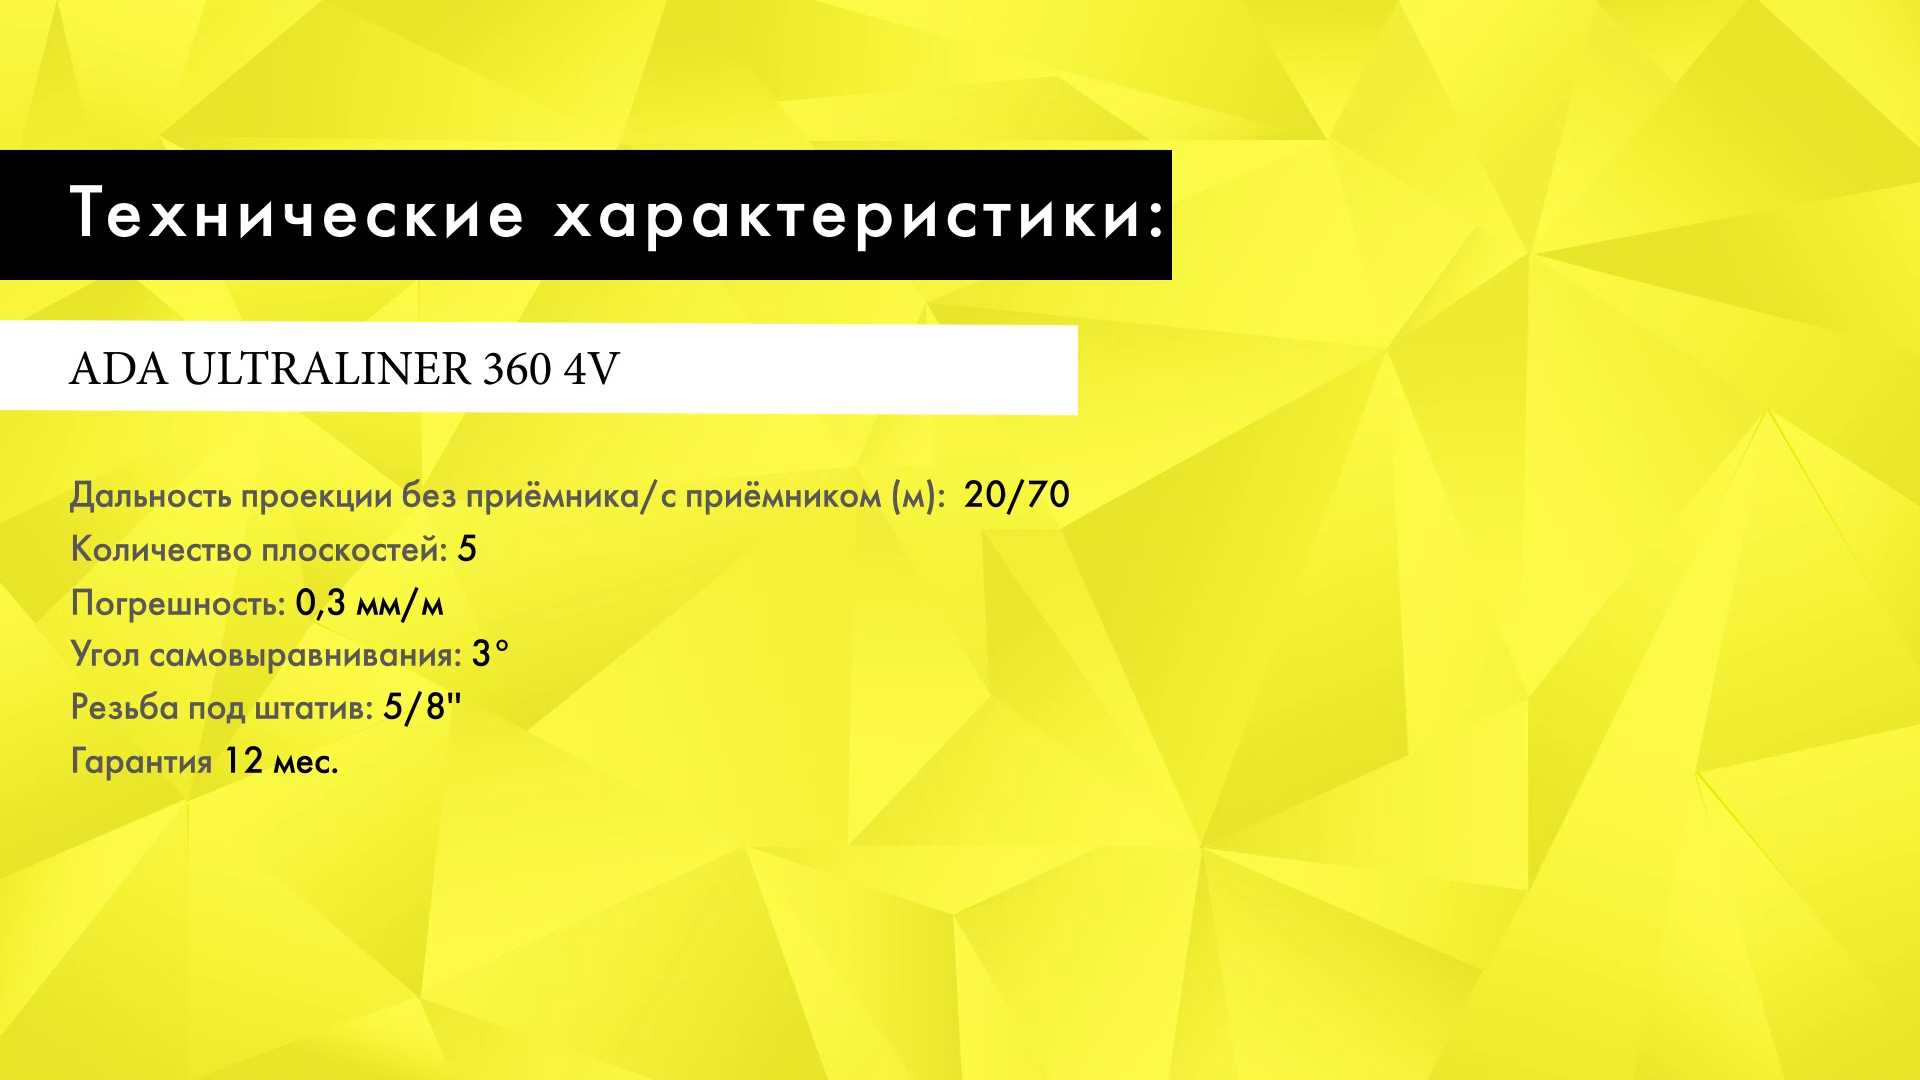 Технические характеристики:
ADA ULTRALINER 360 4V
Дальность проекции без приёмника/с приёмником (м): 20/70
Количество плоскостей: 5
Погрешность: 0,3 мм/м
Угол самовыравнивания: 3°
Резьба под штатив: 5/8"
Гарантия 12 мес.